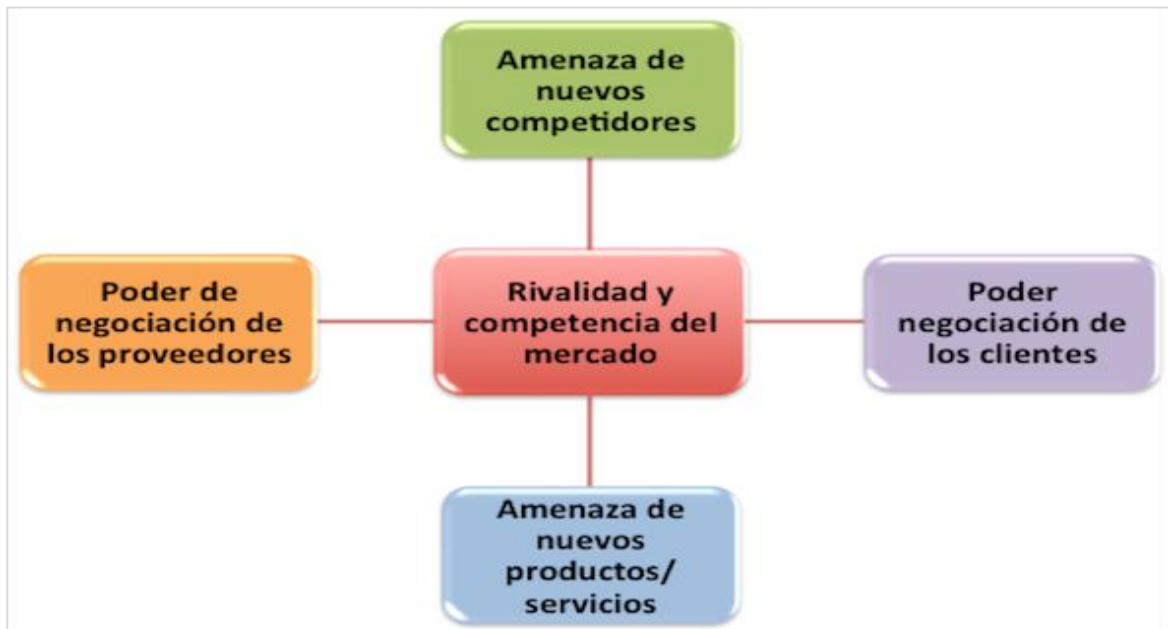 Amenaza de
nuevos
competidores
Poder de
negociación de
los proveedores
Rivalidad y
competencia del
mercado
Poder
negociación de
los clientes
Amenaza de
nuevos
productos/
servicios